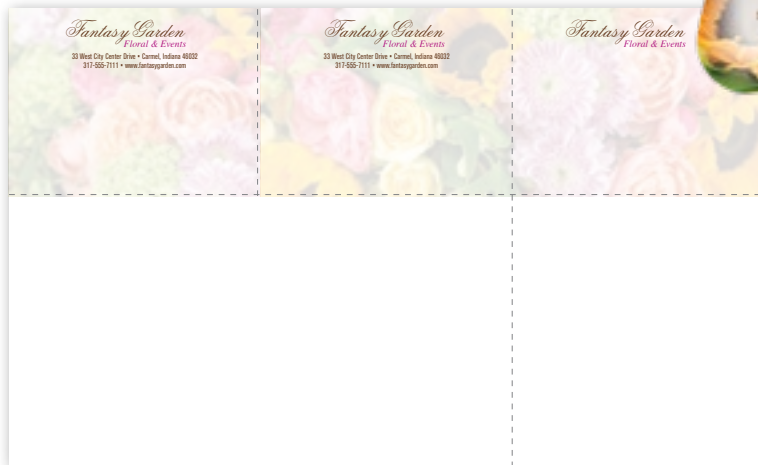 Fantasy Garden
Floral & Events
33 West City Center Drive • Carmel, Indiana 46032
317-555-7111 • www.fantasygarden.com
Fantasy Garden
Floral & Events
33 West City Center Drive • Carmel, Indiana 46032
317-555-7111 • www.fantasygarden.com
Fantasy Garden
Floral & Events